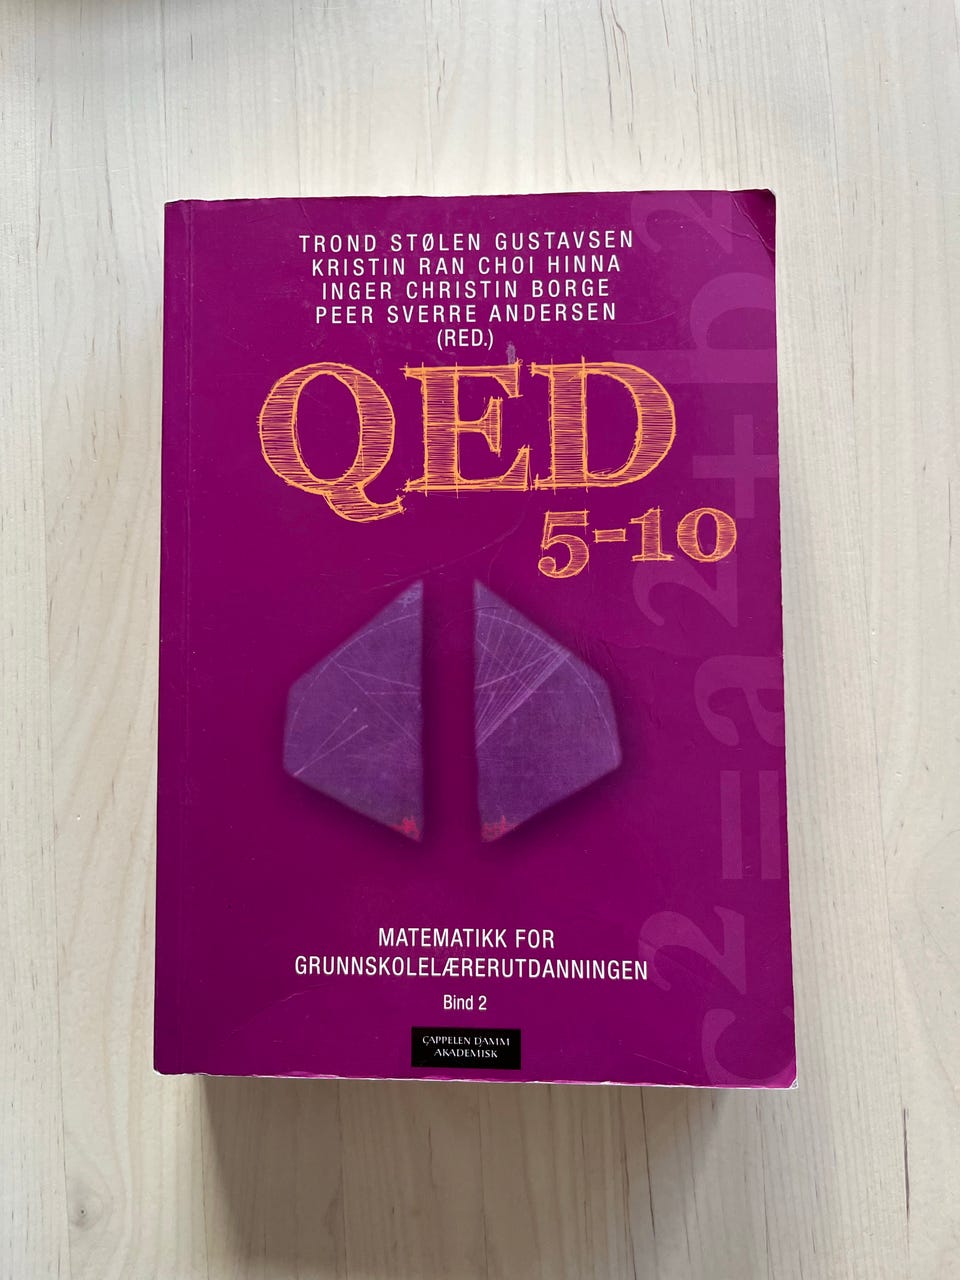 TROND STØLEN GUSTAVSEN
KRISTIN RAN CHOI HINNA
INGER CHRISTIN BORGE
PEER SVERRE ANDERSEN
(RED.)
QED
5-10
c2=a2+b2
MATEMATIKK FOR
GRUNNSKOLELÆRERUTDANNINGEN
Bind 2
CAPPELEN DAMM
AKADEMISK